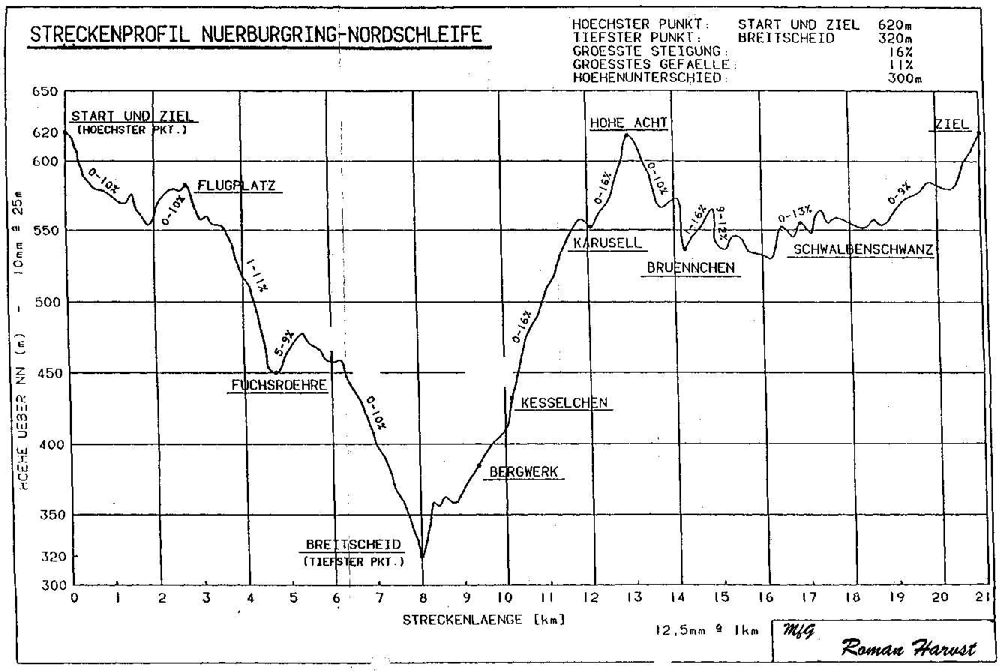 STRECKENPROFIL NUERBURGRING-NORDSCHLEIFE
HOECHSTER PUNKT: START UND ZIEL 620m
TIEFSTER PUNKT: BREITSCHEID 320m
GROESSTE STEIGUNG: 16%
GROESSTES GEFAELLE: 11%
HOEHENUNTERSCHIED: 300m
650
START UND ZIEL
(HOECHSTER PKT.)
HOHE ACHT
ZIEL
620
600
0-10%
FLUGPLATZ
0-10%
0-16%
0-10%
1-16%
9-12%
0-13%
0-9%
550
KARUSELL
BRUENNCHEN
SCHWALBENSCHWANZ
1-11%
500
5-9%
0-16%
450
FUCHSROEHRE
0-10%
KESSELCHEN
400
BERGWERK
350
BREITSCHEID
(TIEFSTER PKT.)
320
300
HOEHE UEBER NN (m) - 10mm ª 25m
0 1 2 3 4 5 6 7 8 9 10 11 12 13 14 15 16 17 18 19 20 21
STRECKENLAENGE [km]
12,5mm ª 1km
MfG
Roman Harvst